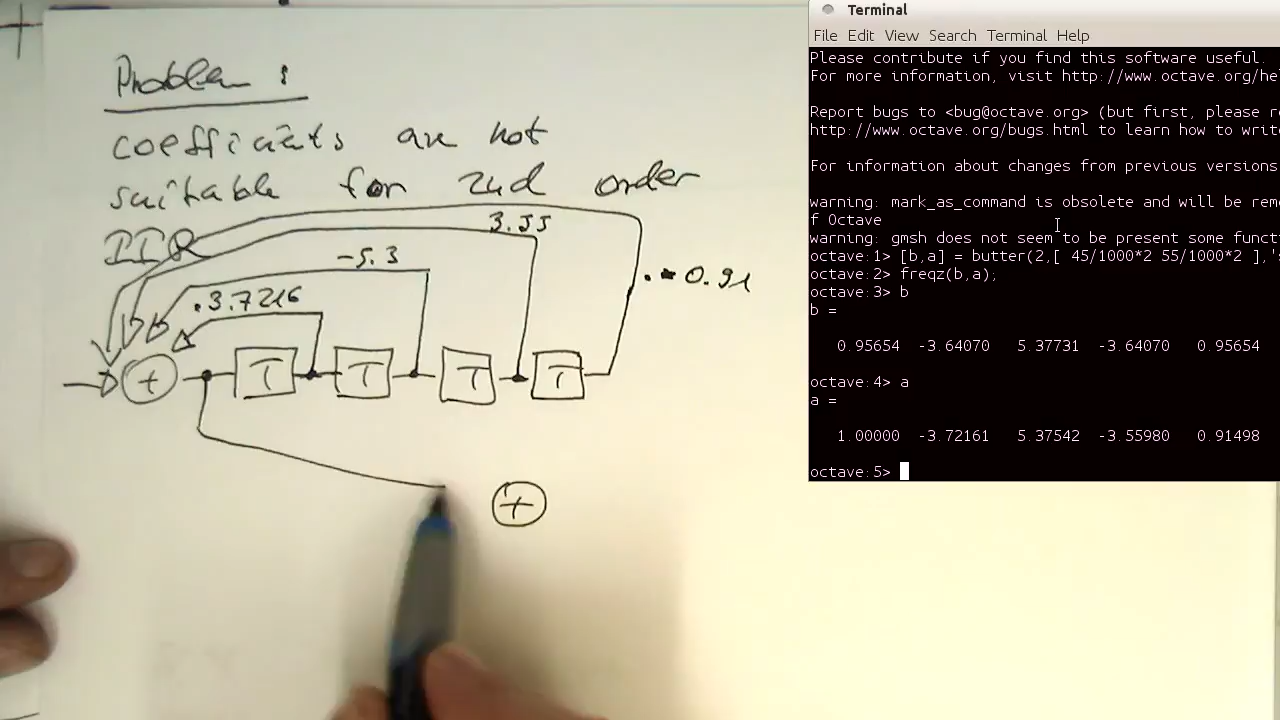 Problem :
coefficients are not
suitable for 2nd order
IIR
3.55
-5.3
.3.7216
.-0.91
+
T
T
T
T
+
Terminal
File Edit View Search Terminal Help
Please contribute if you find this software useful.
For more information, visit http://www.octave.org/hel
Report bugs to <bug@octave.org> (but first, please re
http://www.octave.org/bugs.html to learn how to write
For information about changes from previous versions
warning: mark_as_command is obsolete and will be remo
f Octave
warning: gmsh does not seem to be present some functi
octave:1> [b,a] = butter(2,[ 45/1000*2 55/1000*2 ],'s
octave:2> freqz(b,a);
octave:3> b
b =
0.95654 -3.64070 5.37731 -3.64070 0.95654
octave:4> a
a =
1.00000 -3.72161 5.37542 -3.55980 0.91498
octave:5>